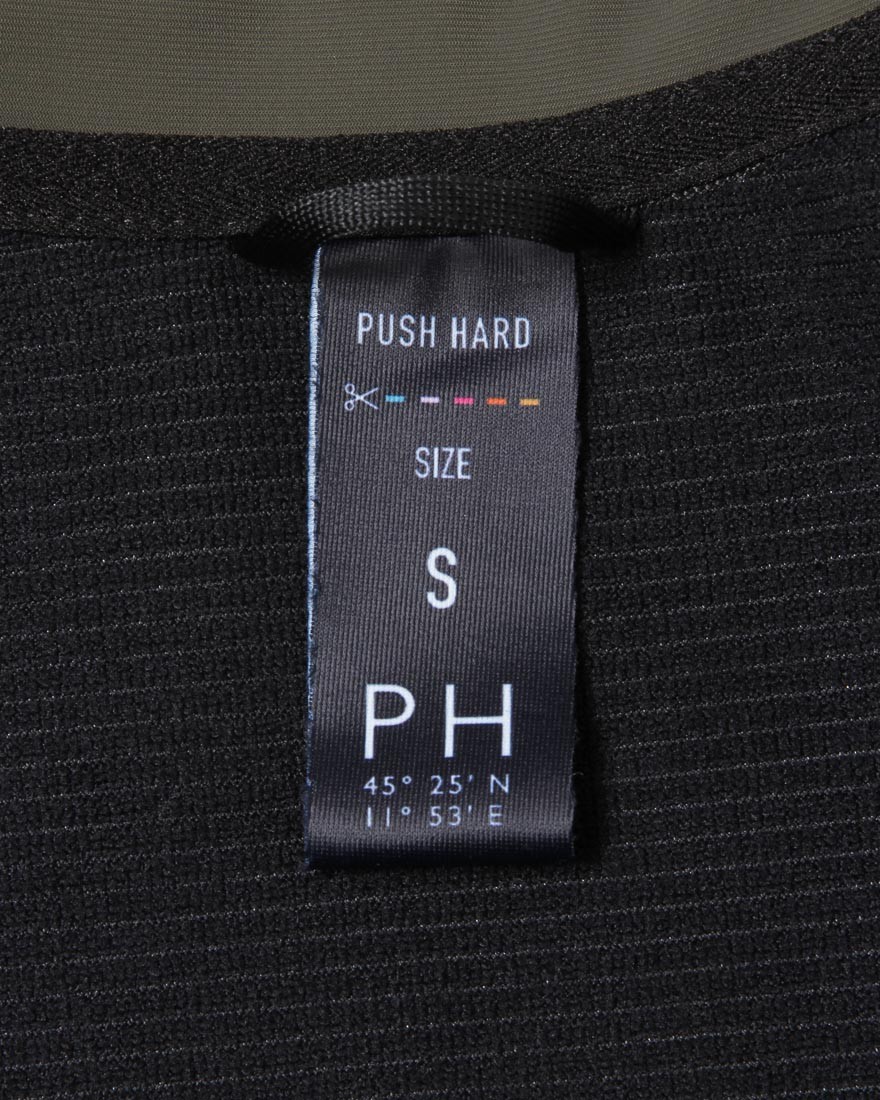 PUSH HARD
SIZE
S
PH
45° 25' N
11° 53' E